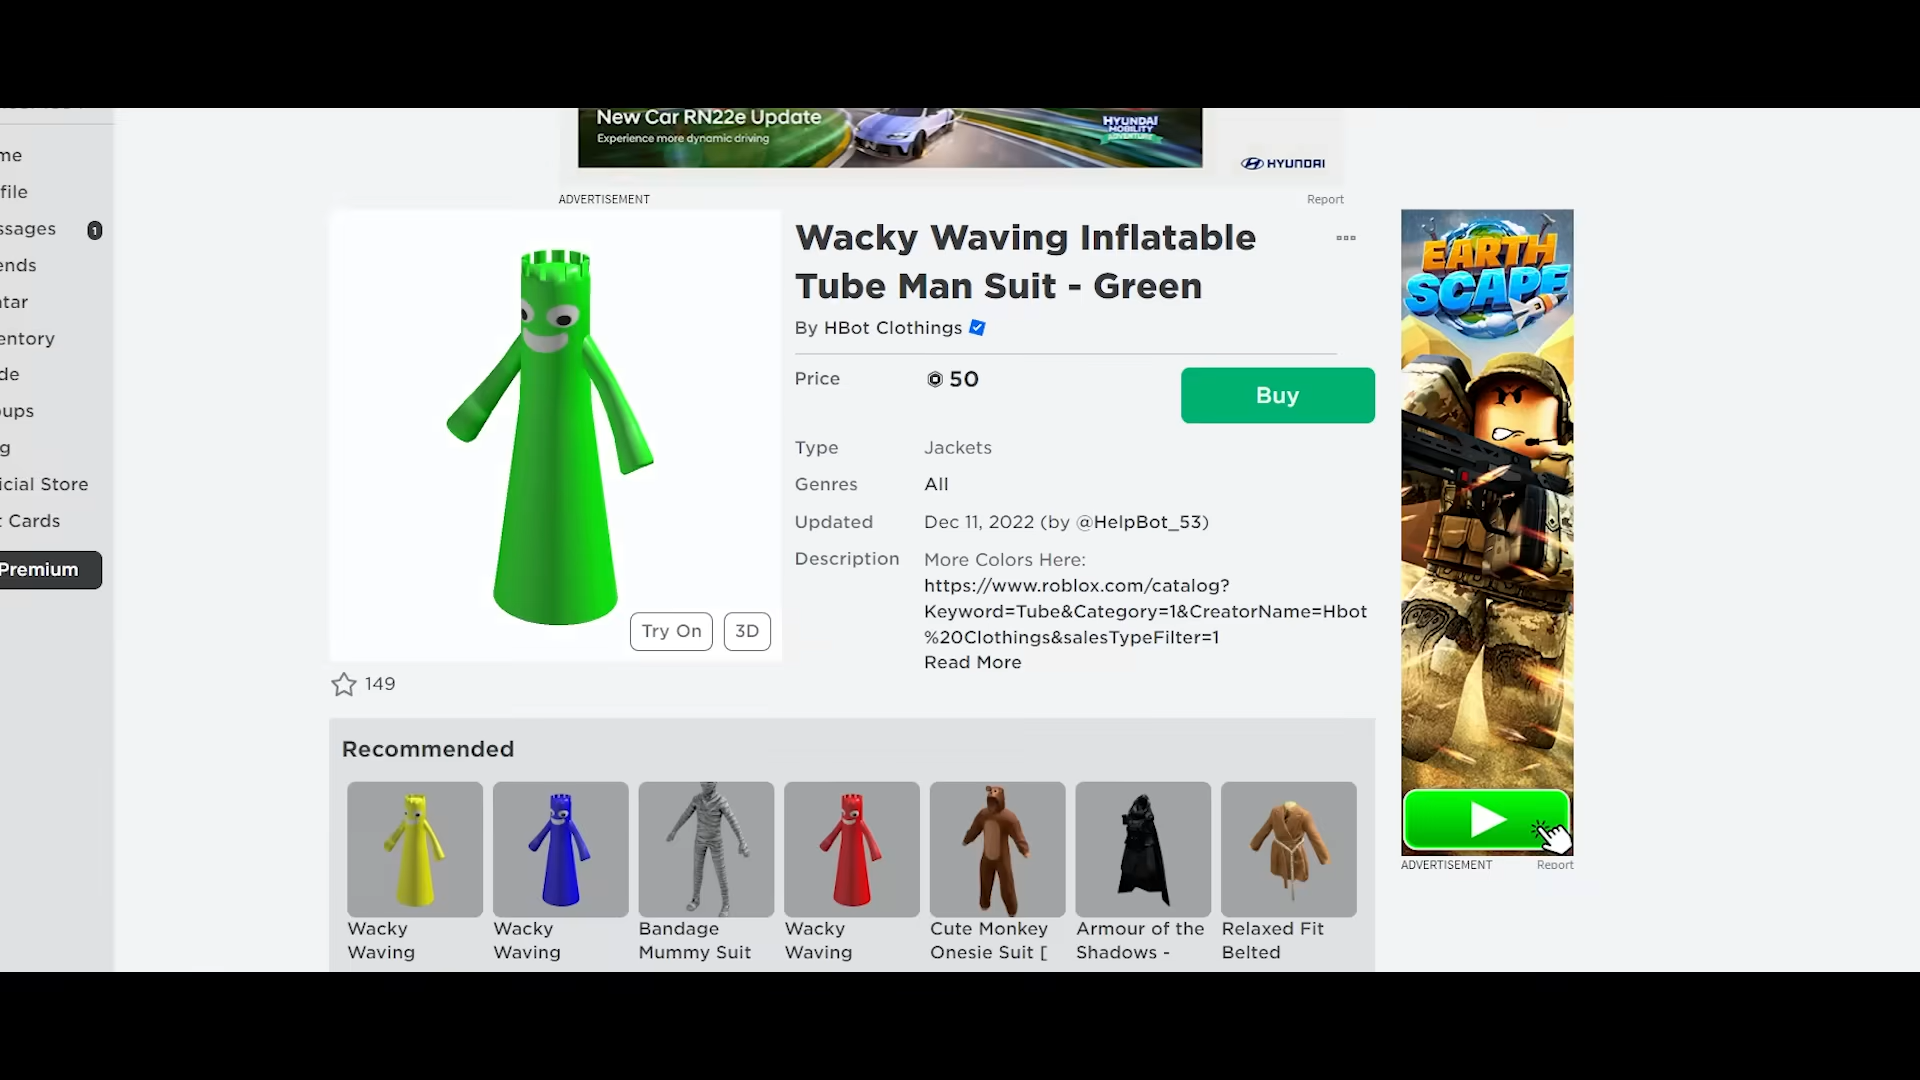 New Car RN22e Update
Experience more dynamic driving
HYUNDAI
MOBILITY
ADVENTURE
HYUNDAI
ADVERTISEMENT
Report
me
file
ssages
1
ends
tar
entory
de
oups
g
icial Store
t Cards
Premium
Wacky Waving Inflatable
Tube Man Suit - Green
By HBot Clothings
Price
50
Buy
Type
Jackets
Genres
All
Updated
Dec 11, 2022 (by @HelpBot_53)
Description
More Colors Here:
https://www.roblox.com/catalog?
Keyword=Tube&Category=1&CreatorName=Hbot
%20Clothings&salesTypeFilter=1
Read More
Try On
3D
149
EARTH
SCAPE
ADVERTISEMENT
Report
Recommended
Wacky
Waving
Wacky
Waving
Bandage
Mummy Suit
Wacky
Waving
Cute Monkey
Onesie Suit [
Armour of the
Shadows -
Relaxed Fit
Belted